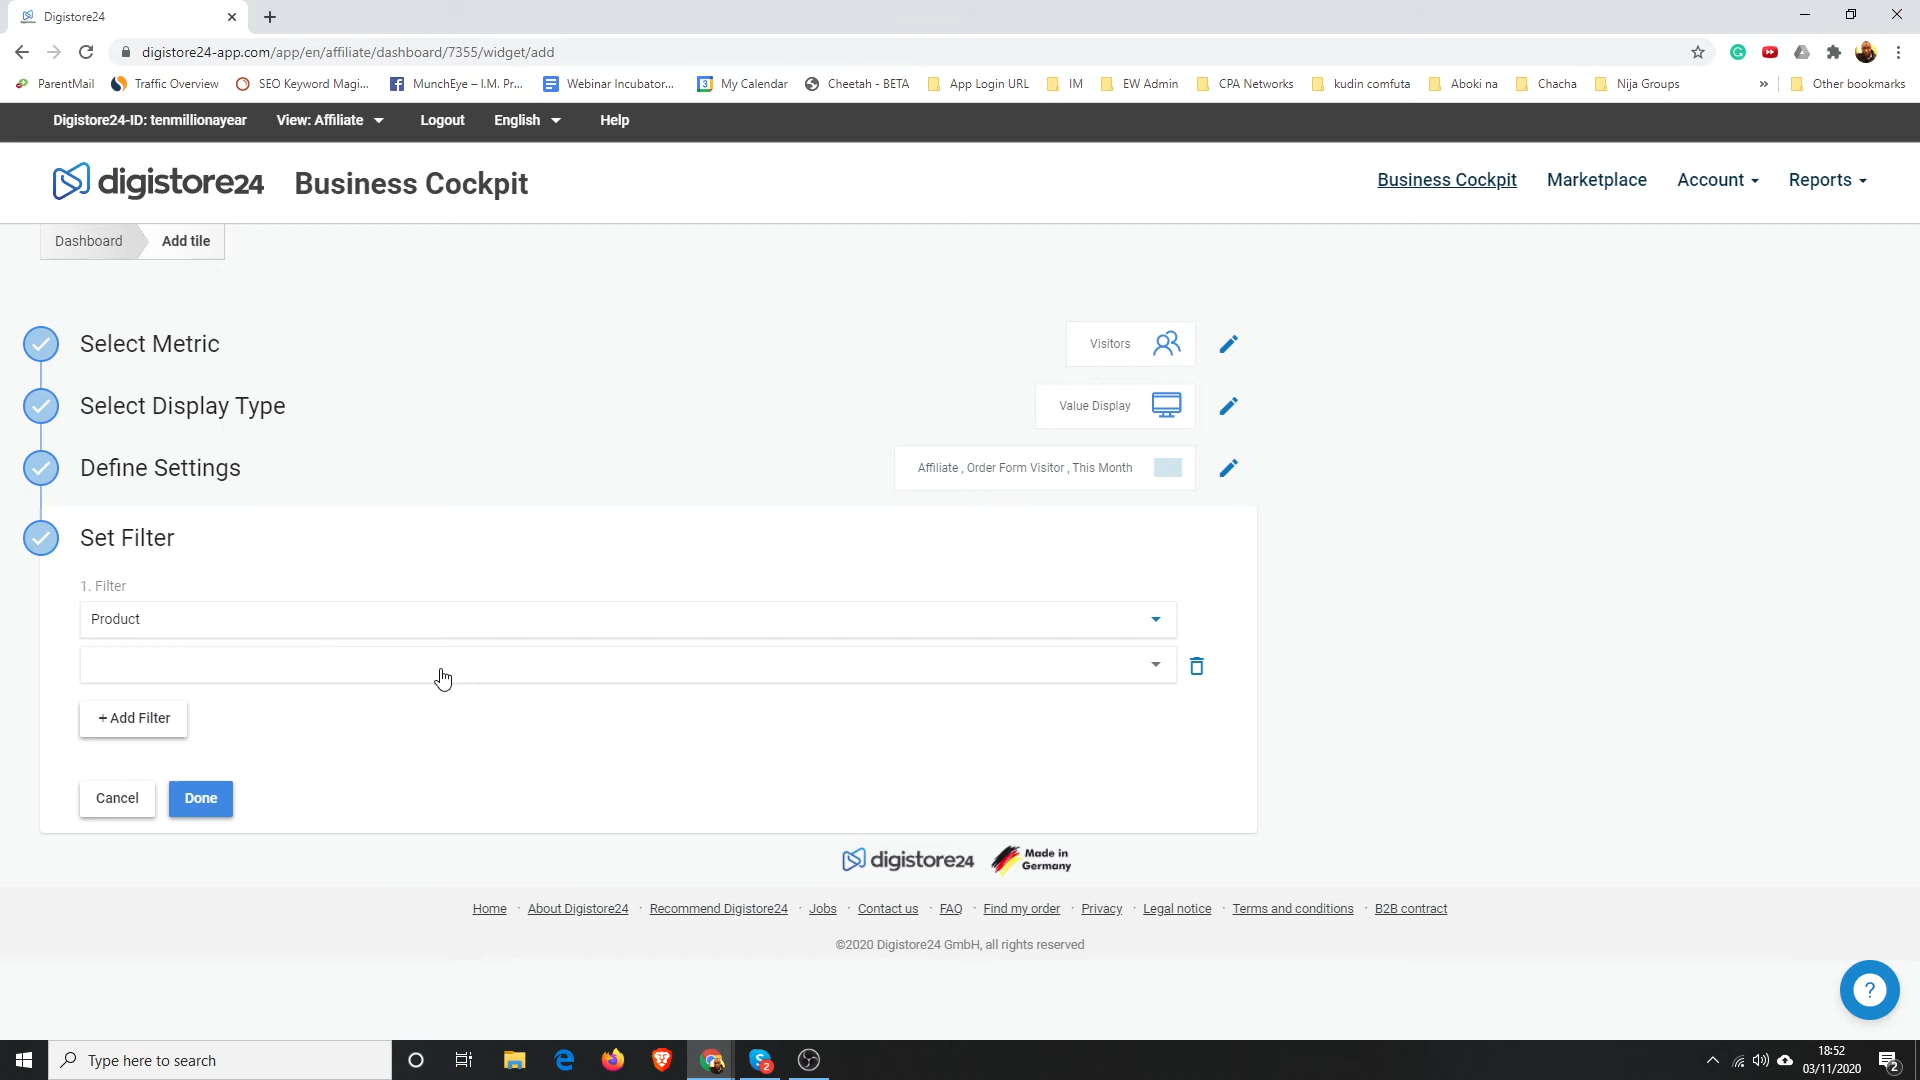 Digistore24
digistore24-app.com/app/en/affiliate/dashboard/7355/widget/add
ParentMail Traffic Overview SEO Keyword Magi... MunchEye – I.M. Pr... Webinar Incubator... 3 My Calendar Cheetah - BETA App Login URL IM EW Admin CPA Networks kudin comfuta Aboki na Chacha Nija Groups » Other bookmarks
Digistore24-ID: tenmillionayear View: Affiliate Logout English Help
digistore24 Business Cockpit Business Cockpit Marketplace Account Reports
Dashboard Add tile
Select Metric Visitors
Select Display Type Value Display
Define Settings Affiliate , Order Form Visitor , This Month
Set Filter
1. Filter
Product
+ Add Filter
Cancel Done
digistore24 Made in
Germany
Home · About Digistore24 · Recommend Digistore24 · Jobs · Contact us · FAQ · Find my order · Privacy · Legal notice · Terms and conditions · B2B contract
©2020 Digistore24 GmbH, all rights reserved
?
Type here to search 2 18:52
03/11/2020 2